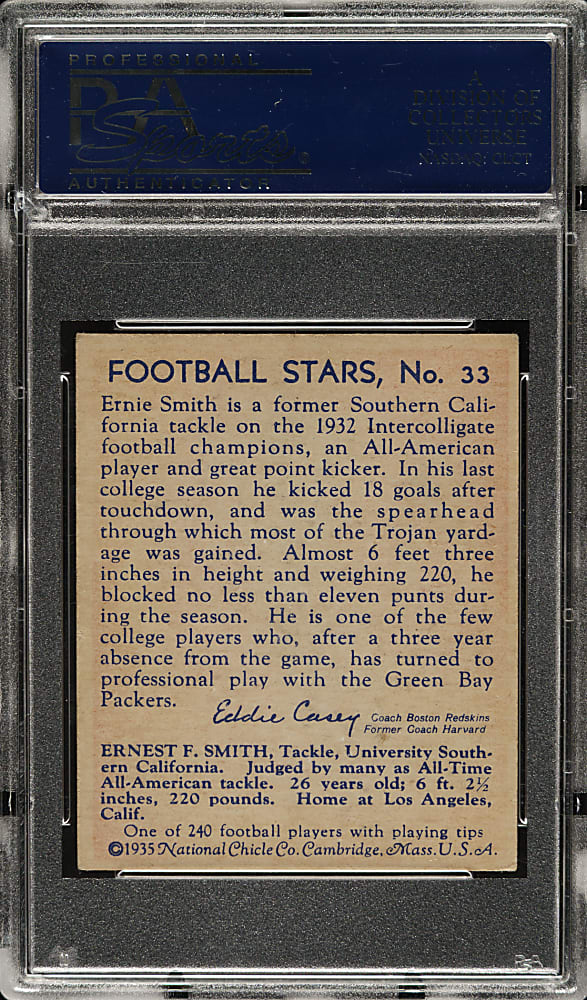 PROFESSIONAL
PSA
Sports®
AUTHENTICATOR
A
DIVISION OF
COLLECTORS
UNIVERSE
NASDAQ: CLCT
FOOTBALL STARS, No. 33
Ernie Smith is a former Southern Cali-
fornia tackle on the 1932 Intercolligate
football champions, an All-American
player and great point kicker. In his last
college season he kicked 18 goals after
touchdown, and was the spearhead
through which most of the Trojan yard-
age was gained. Almost 6 feet three
inches in height and weighing 220, he
blocked no less than eleven punts dur-
ing the season. He is one of the few
college players who, after a three year
absence from the game, has turned to
professional play with the Green Bay
Packers.
Eddie Casey Coach Boston Redskins
Former Coach Harvard
ERNEST F. SMITH, Tackle, University South-
ern California. Judged by many as All-Time
All-American tackle. 26 years old; 6 ft. 2½
inches, 220 pounds. Home at Los Angeles,
Calif.
One of 240 football players with playing tips
©1935 National Chicle Co. Cambridge, Mass. U.S.A.
PSA